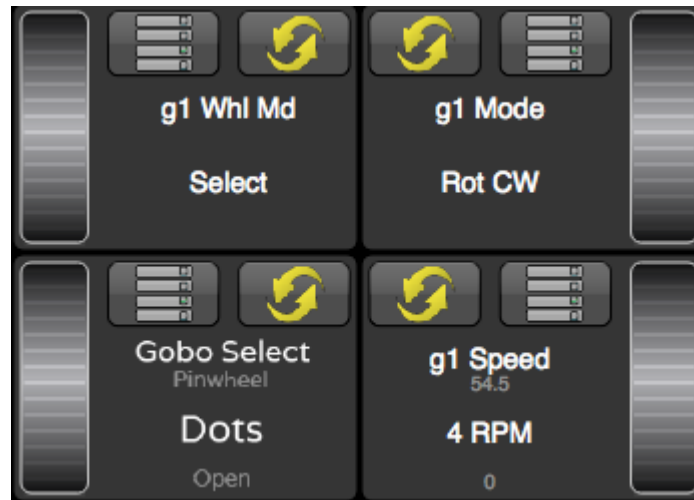 g1 Whl Md
Select
g1 Mode
Rot CW
Gobo Select
Pinwheel
Dots
Open
g1 Speed
54.5
4 RPM
0